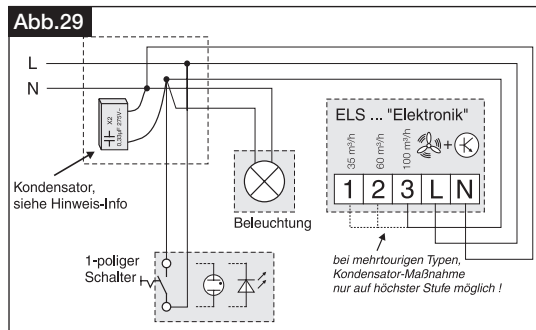 Abb.29
L
N
X2
0.33µF 275V~
Kondensator,
siehe Hinweis-Info
Beleuchtung
ELS ... "Elektronik"
35 m³/h
60 m³/h
100 m³/h
+
1 2 3 L N
1-poliger
Schalter
bei mehrtourigen Typen,
Kondensator-Maßnahme
nur auf höchster Stufe möglich !